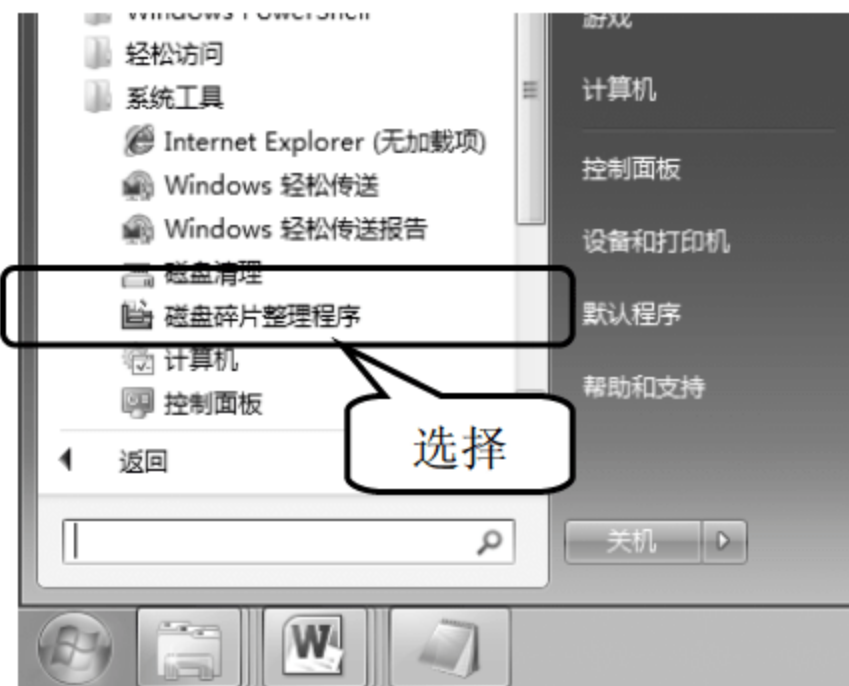 Windows PowerShell
轻松访问
系统工具
Internet Explorer (无加载项)
Windows 轻松传送
Windows 轻松传送报告
磁盘清理
磁盘碎片整理程序
计算机
控制面板
返回
选择
游戏
计算机
控制面板
设备和打印机
默认程序
帮助和支持
关机
W